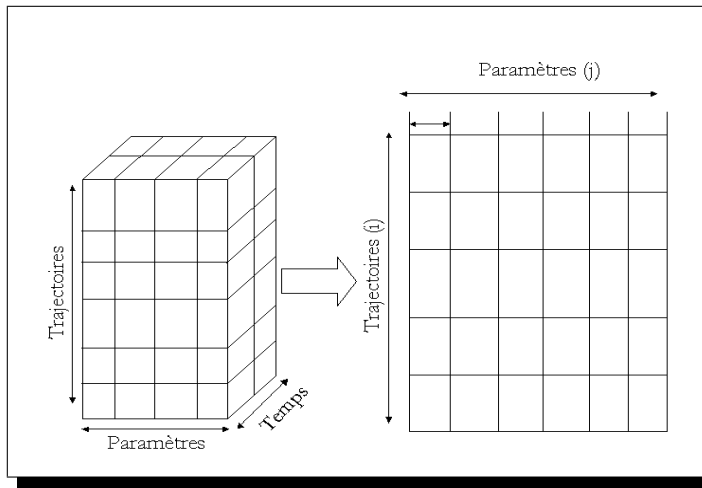 Trajectoires
Paramètres
Temps
Paramètres (j)
Trajectoires (i)